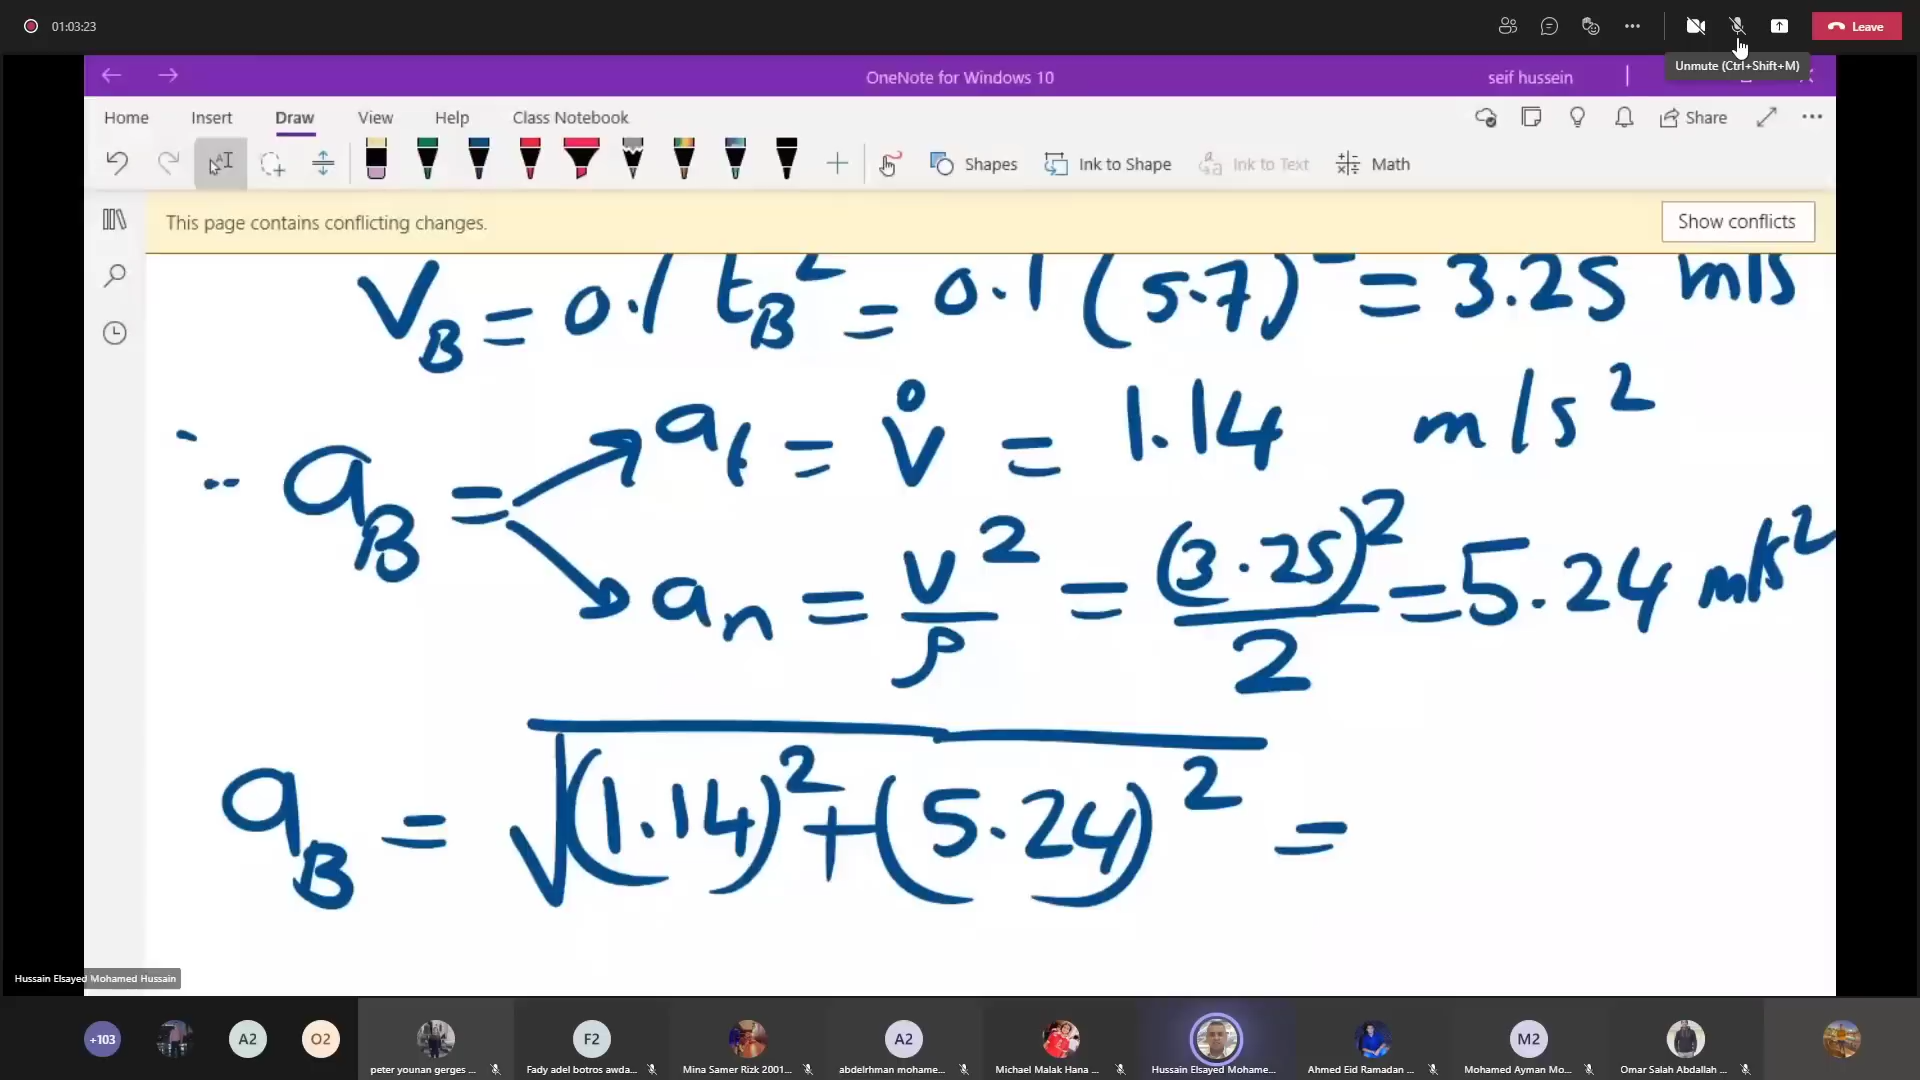 01:03:23
Leave
Unmute (Ctrl+Shift+M)
OneNote for Windows 10
seif hussein
Home Insert Draw View Help Class Notebook
Share
Shapes Ink to Shape Ink to Text Math
This page contains conflicting changes.
Show conflicts
V_B = 0.1 t_B^2 = 0.1 (5.7)^2 = 3.25 m/s
∴ a_B = a_t = v̇ = 1.14 m/s^2
a_n = v^2/ρ = (3.25)^2/2 = 5.24 m/s^2
a_B = √((1.14)^2 + (5.24)^2) =
Hussain Elsayed Mohamed Hussain
+103
A2
O2
F2
A2
M2
peter younan gerges ...
Fady adel botros awda...
Mina Samer Rizk 2001...
abdelrhman mohame...
Michael Malak Hana ...
Hussain Elsayed Mohame...
Ahmed Eid Ramadan ...
Mohamed Ayman Mo...
Omar Salah Abdallah ...